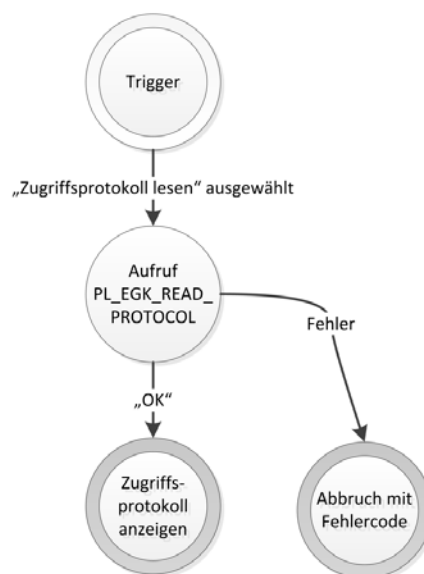 Trigger
„Zugriffsprotokoll lesen“ ausgewählt
Aufruf
PL_EGK_READ_
PROTOCOL
Fehler
„OK“
Zugriffs-
protokoll
anzeigen
Abbruch mit
Fehlercode